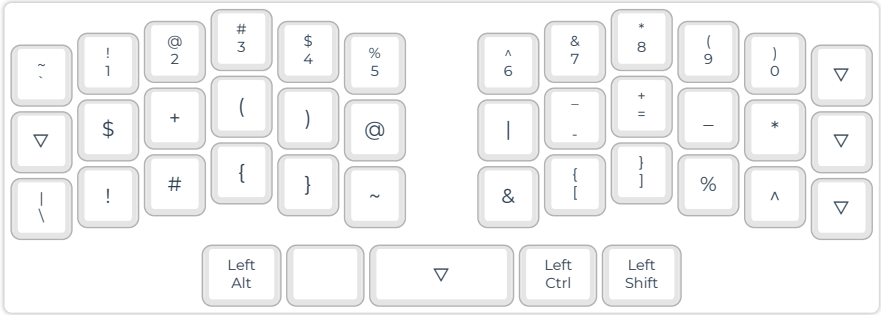 ~ ` ! 1 @ 2 # 3 $ 4 % 5 ^ 6 & 7 * 8 ( 9 ) 0 ▽
▽ $ + ( ) @ | _ - + = _ * ▽
| \ ! # { } ~ & { [ } ] % ^ ▽
Left Alt ▽ Left Ctrl Left Shift